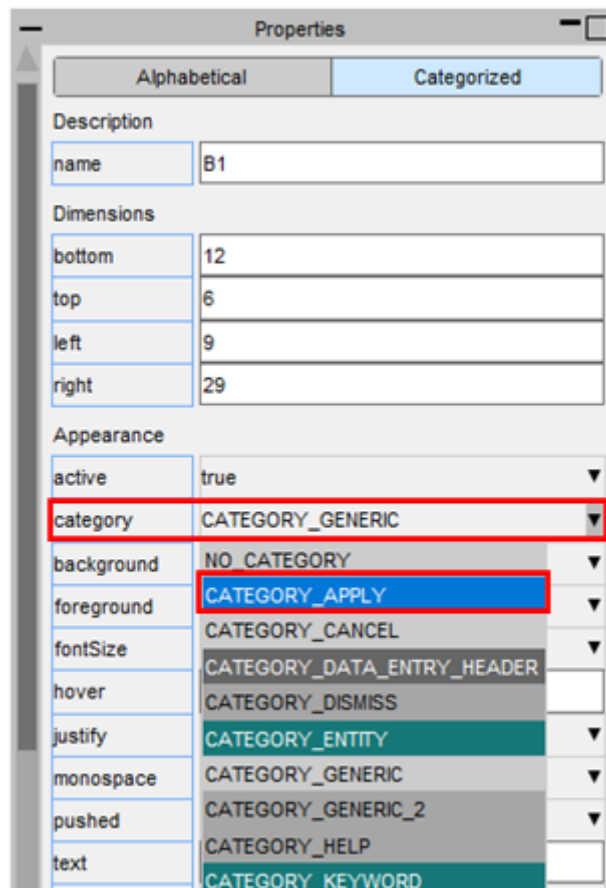 Properties
Alphabetical Categorized
Description
name B1
Dimensions
bottom 12
top 6
left 9
right 29
Appearance
active true
category CATEGORY_GENERIC
background NO_CATEGORY
foreground CATEGORY_APPLY
fontSize CATEGORY_CANCEL
hover CATEGORY_DATA_ENTRY_HEADER
CATEGORY_DISMISS
justify CATEGORY_ENTITY
monospace CATEGORY_GENERIC
pushed CATEGORY_GENERIC_2
text CATEGORY_HELP
CATEGORY_KEYWORD